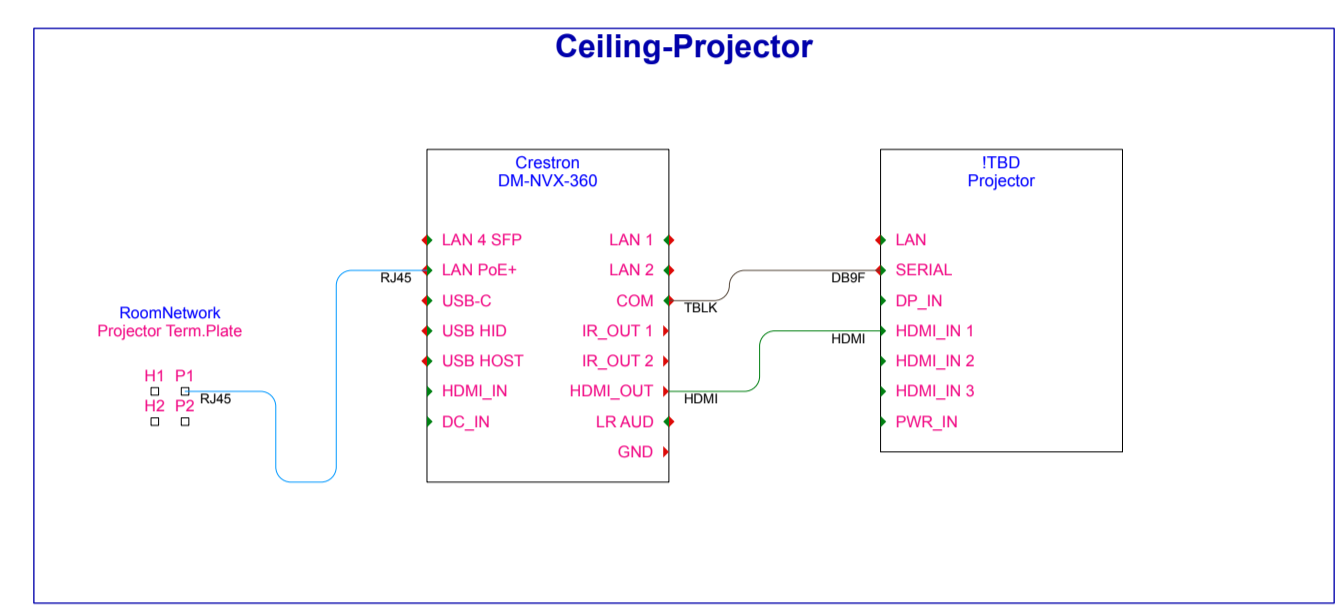 Ceiling-Projector
Crestron
DM-NVX-360
!TBD
Projector
LAN 4 SFP
LAN 1
LAN
RJ45
LAN PoE+
LAN 2
DB9F
SERIAL
USB-C
COM
TBLK
DP_IN
RoomNetwork
Projector Term.Plate
USB HID
IR_OUT 1
HDMI
HDMI_IN 1
USB HOST
IR_OUT 2
HDMI_IN 2
H1 P1
RJ45
HDMI_IN
HDMI_OUT
HDMI
HDMI_IN 3
H2 P2
DC_IN
LR AUD
PWR_IN
GND